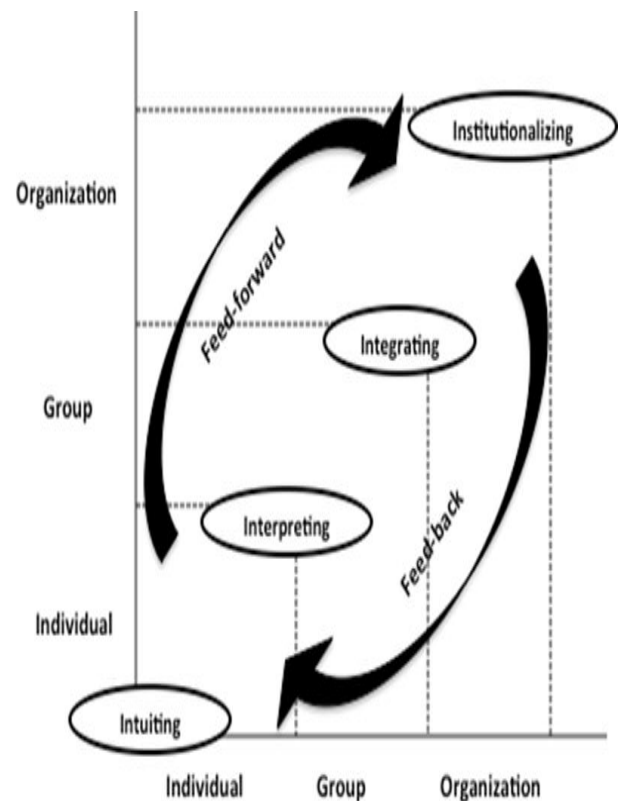 Institutionalizing
Organization
Feed-forward
Integrating
Group
Interpreting
Feed-back
Individual
Intuiting
Individual Group Organization